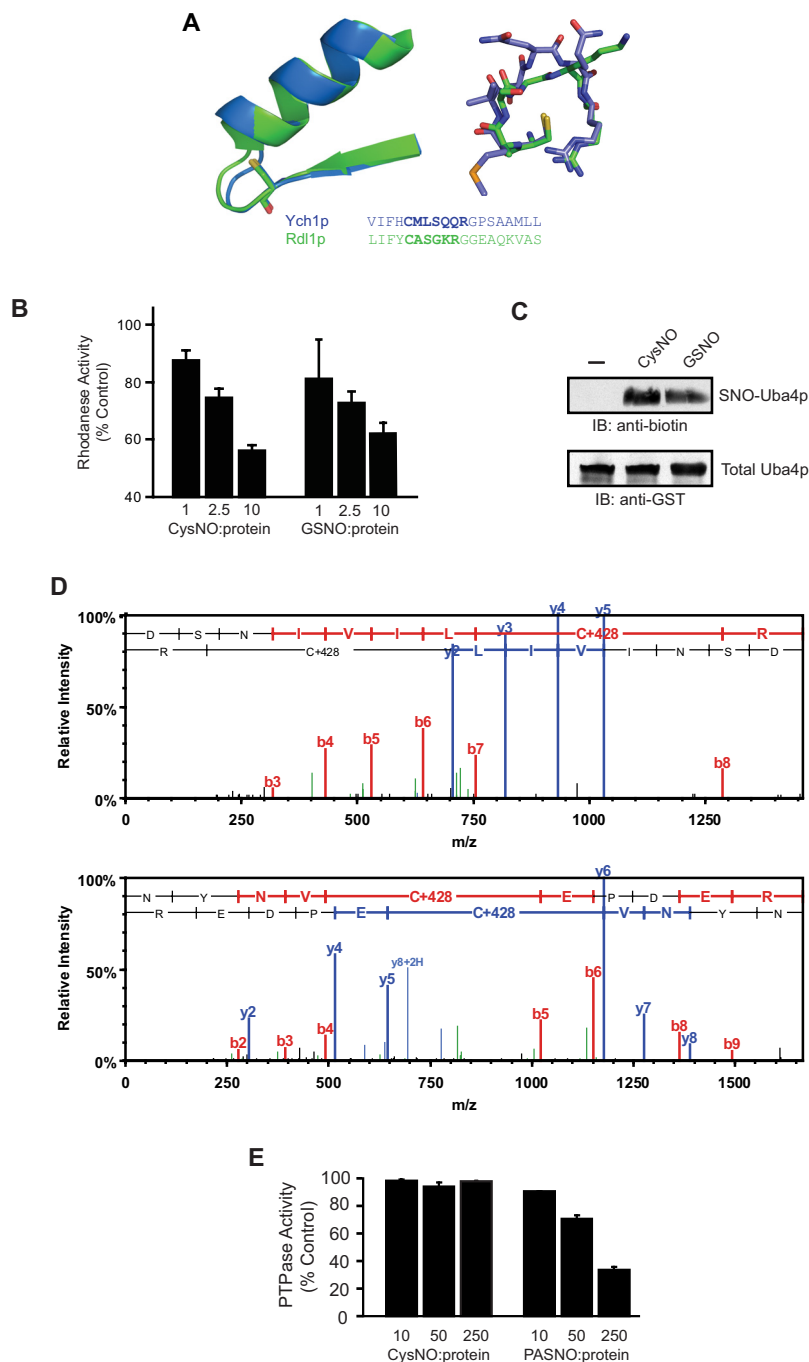 A
Ych1p VIFHCMLSQQRGPSAAMLL
Rdl1p LIFYCASGKRGGEAQKVAS
B
Rhodanese Activity
(% Control)
100
80
60
40
1 2.5 10 1 2.5 10
CysNO:protein GSNO:protein
C
– CysNO GSNO
SNO-Uba4p
IB: anti-biotin
Total Uba4p
IB: anti-GST
D
y4 y5
100%
D S N I V I L C+428 R
y3
R C+428 y2 L I V I N S D
Relative Intensity
50%
b6
b5
b4
b7
b8
b3
0%
0 250 500 750 1000 1250
m/z
y6
100%
N Y N V C+428 E P D E R
R E D P E C+428 V N Y N
Relative Intensity
y4
y8+2H
50%
y5
b6
y2
y7
b5
b2 b3 b4
b8 y8
b9
0%
0 250 500 750 1000 1250 1500
m/z
E
PTPase Activity
(% Control)
100
80
60
40
20
0
10 50 250 10 50 250
CysNO:protein PASNO:protein